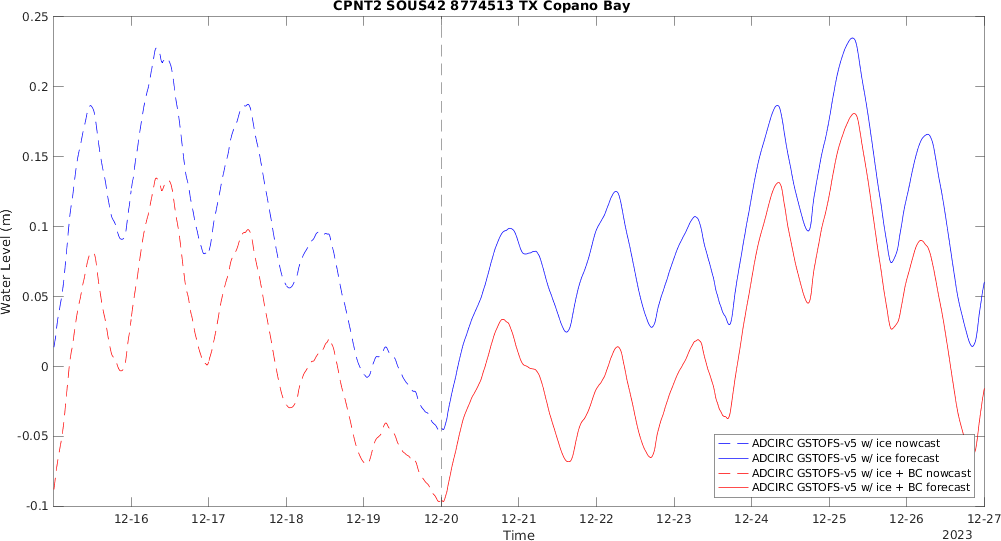 CPNT2 SOUS42 8774513 TX Copano Bay
0.25
0.2
0.15
0.1
0.05
0
-0.05
-0.1
Water Level (m)
12-16 12-17 12-18 12-19 12-20 12-21 12-22 12-23 12-24 12-25 12-26 12-27
Time
2023
ADCIRC GSTOFS-v5 w/ ice nowcast
ADCIRC GSTOFS-v5 w/ ice forecast
ADCIRC GSTOFS-v5 w/ ice + BC nowcast
ADCIRC GSTOFS-v5 w/ ice + BC forecast